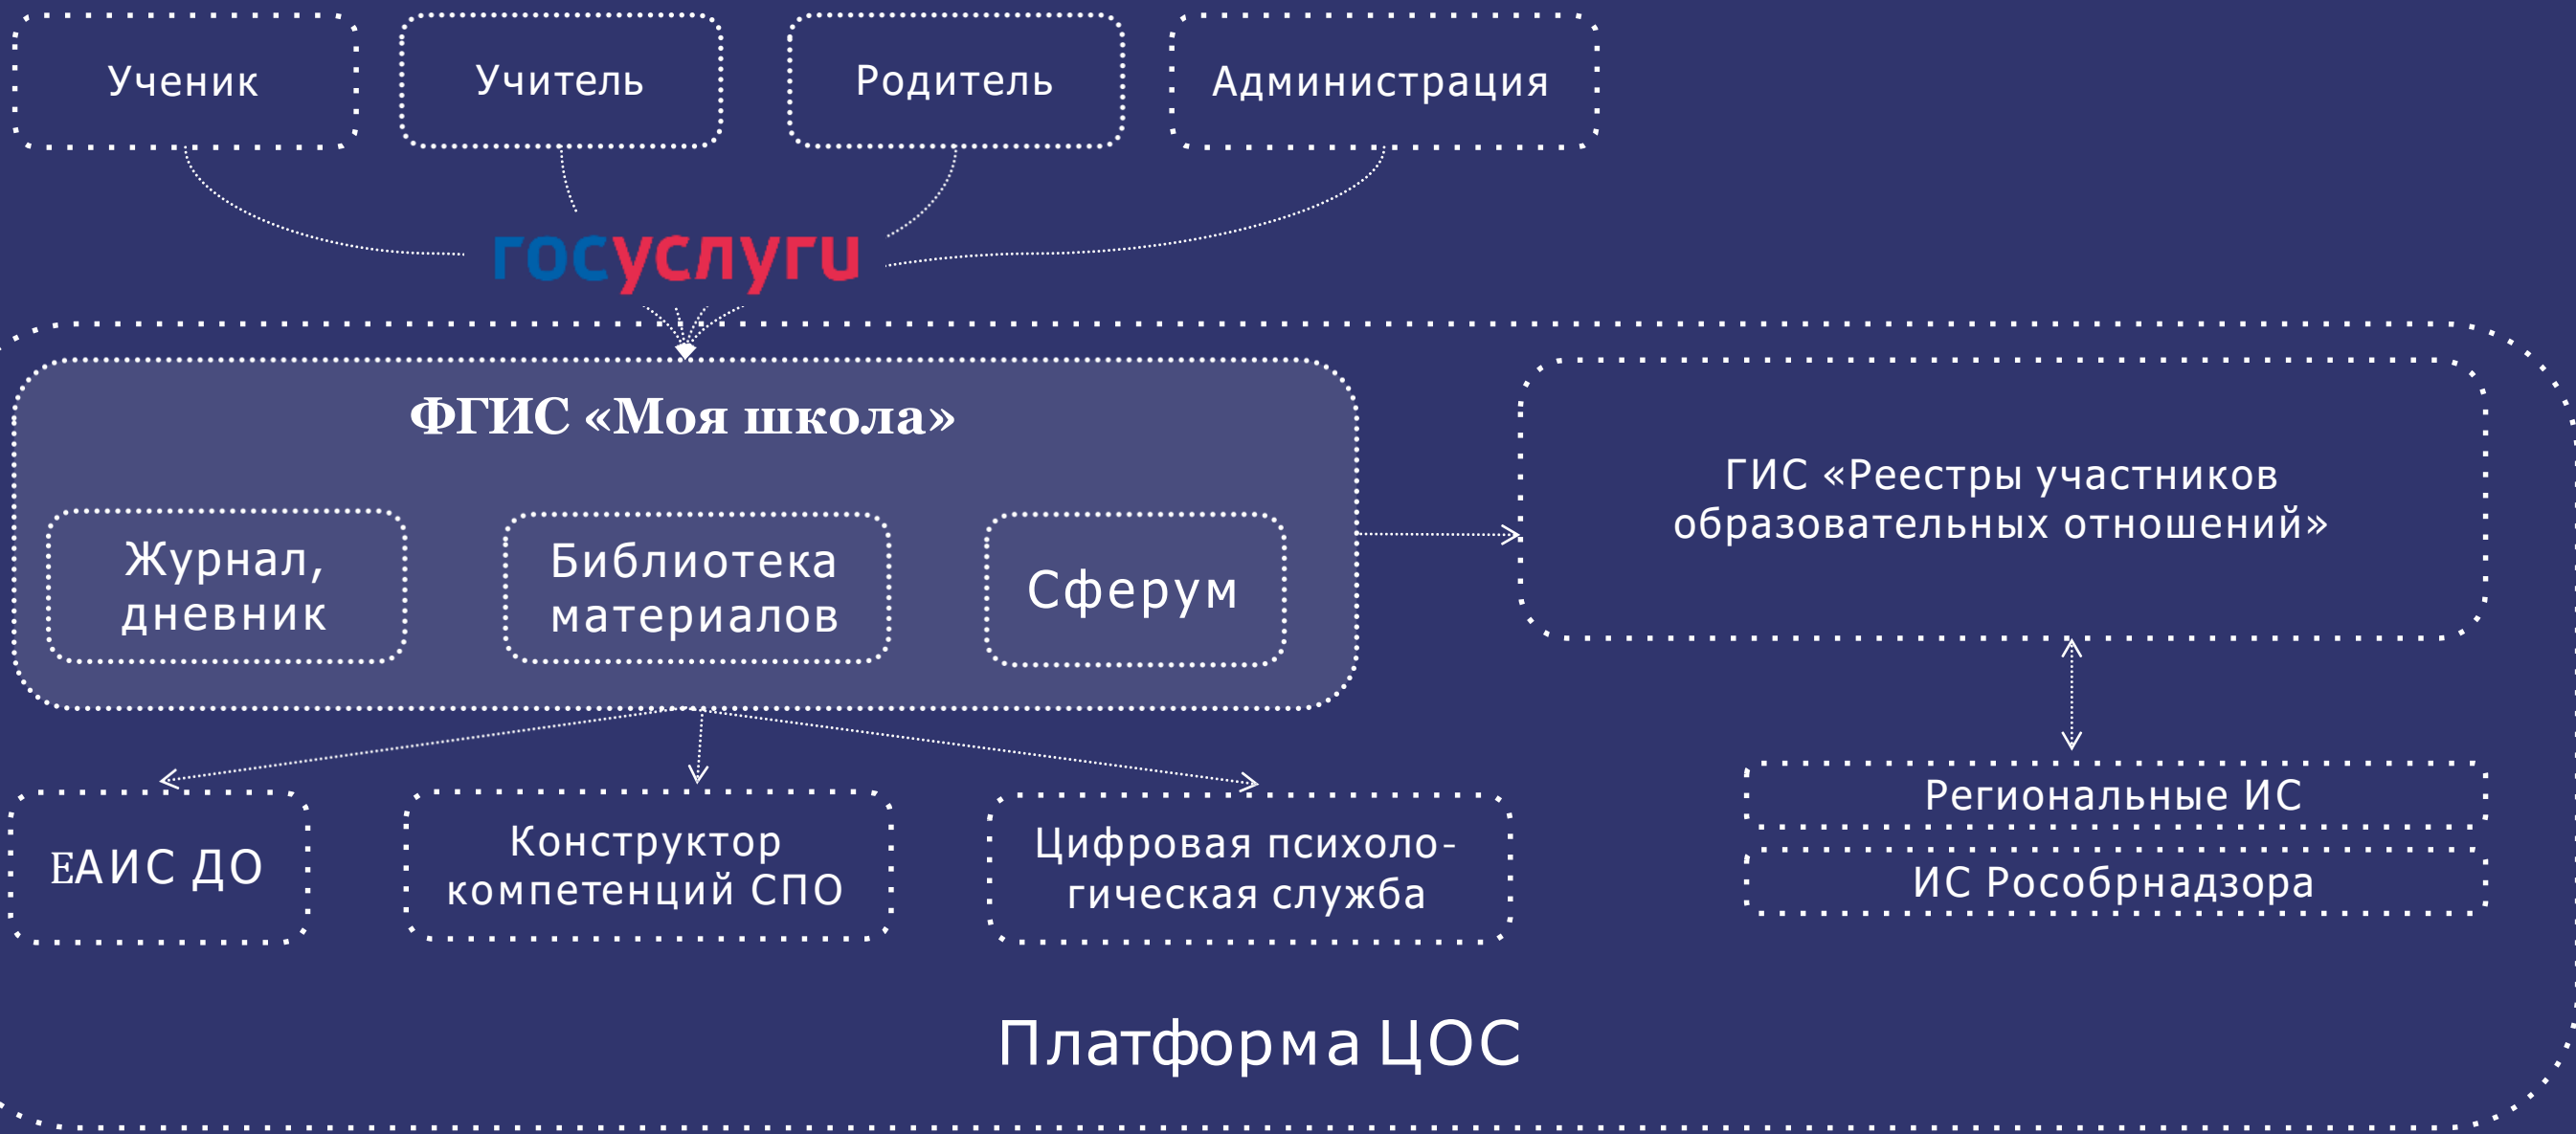 Ученик
Учитель
Родитель
Администрация
госуслуги
ФГИС «Моя школа»
Журнал,
дневник
Библиотека
материалов
Сферум
ГИС «Реестры участников
образовательных отношений»
ЕАИС ДО
Конструктор
компетенций СПО
Цифровая психоло-
гическая служба
Региональные ИС
ИС Рособрнадзора
Платформа ЦОС